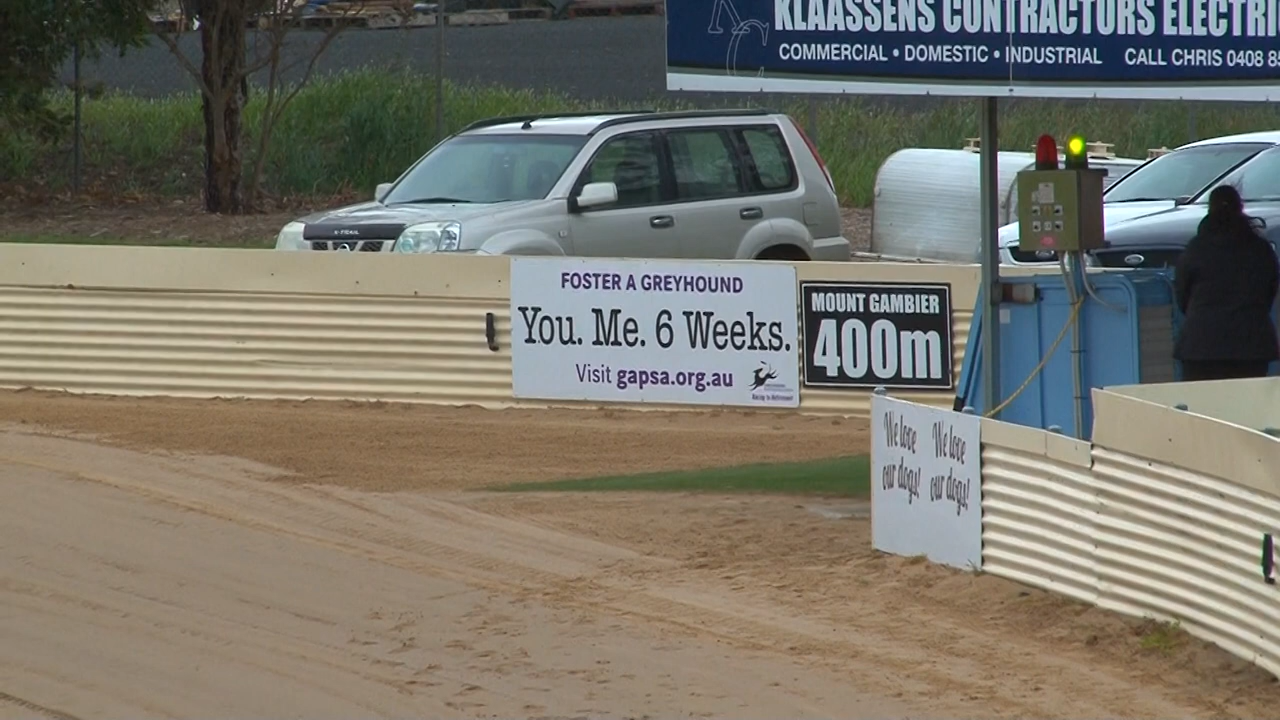 KLAASSENS CONTRACTORS ELECTRI
COMMERCIAL • DOMESTIC • INDUSTRIAL CALL CHRIS 0408 85
X-TRAIL
FOSTER A GREYHOUND
You. Me. 6 Weeks.
Visit gapsa.org.au
MOUNT GAMBIER
400m
We love
our dogs!
We love
our dogs!